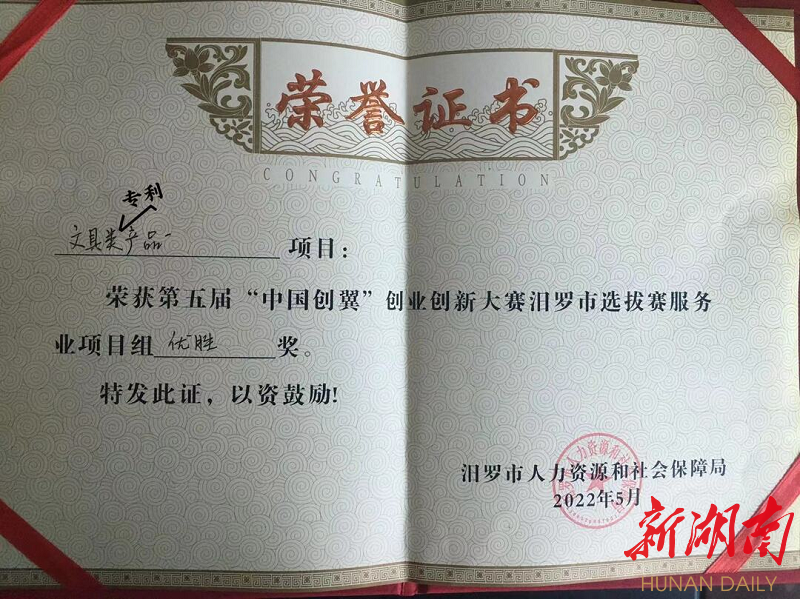 荣誉证书
CONGRATULATION
专利
文具类产品 项目：
荣获第五届“中国创翼”创业创新大赛汨罗市选拔赛服务
业项目组优胜奖。
特发此证，以资鼓励！
汨罗市人力资源和社会保障局
2022年5月
新湖南
HUNAN DAILY